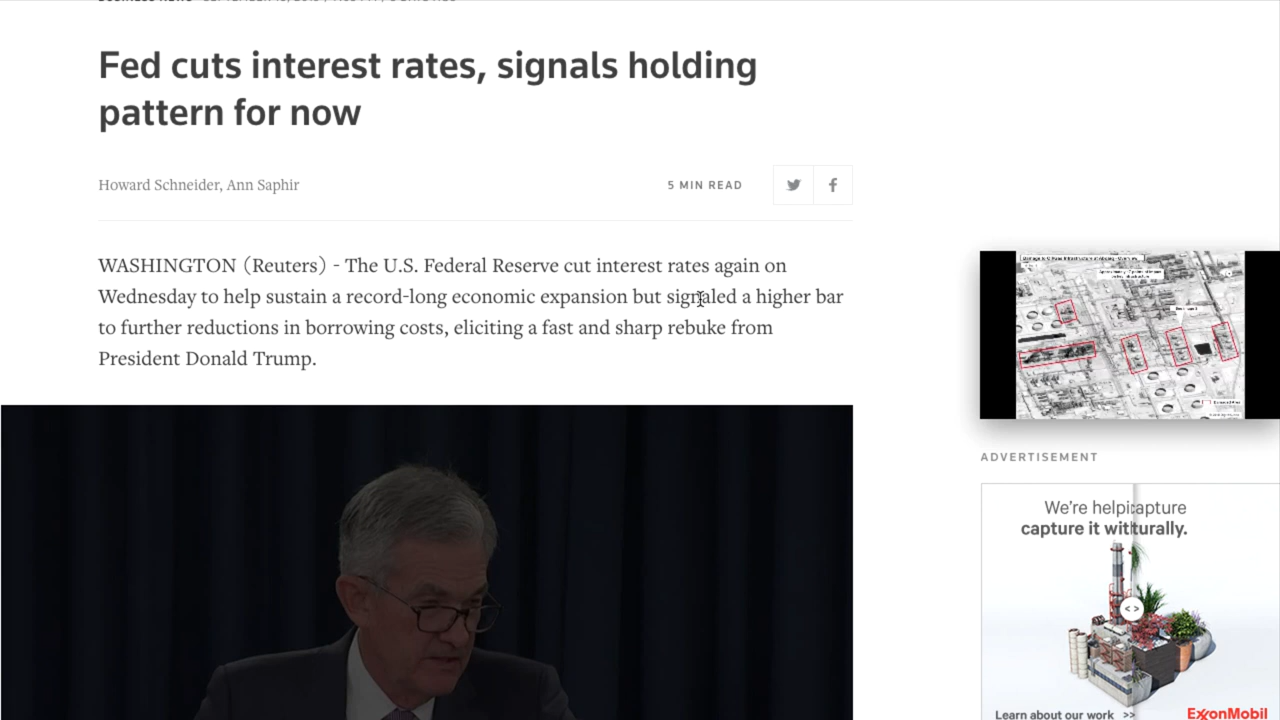 Fed cuts interest rates, signals holding
pattern for now
Howard Schneider, Ann Saphir
5 MIN READ
WASHINGTON (Reuters) - The U.S. Federal Reserve cut interest rates again on
Wednesday to help sustain a record-long economic expansion but signaled a higher bar
to further reductions in borrowing costs, eliciting a fast and sharp rebuke from
President Donald Trump.
ADVERTISEMENT
We're helpi apture
capture it wit turally.
Learn about our work >>
ExxonMobil